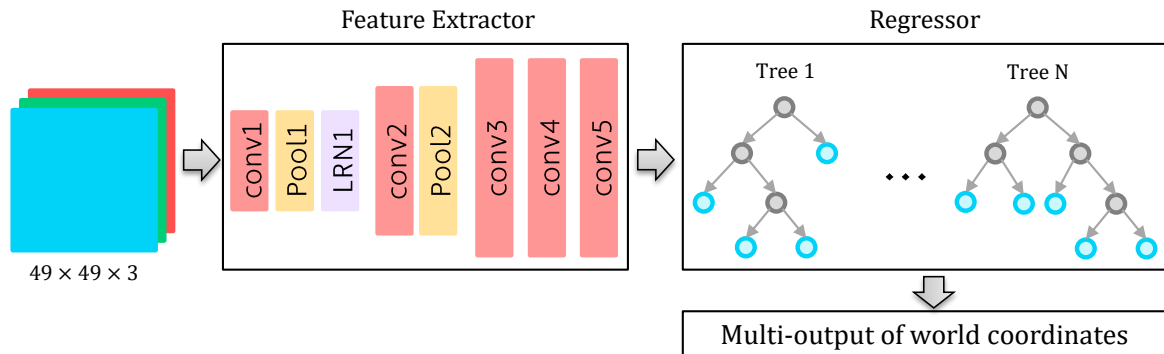 Feature Extractor
Regressor
conv1
Pool1
LRN1
conv2
Pool2
conv3
conv4
conv5
Tree 1
Tree N
49 × 49 × 3
Multi-output of world coordinates